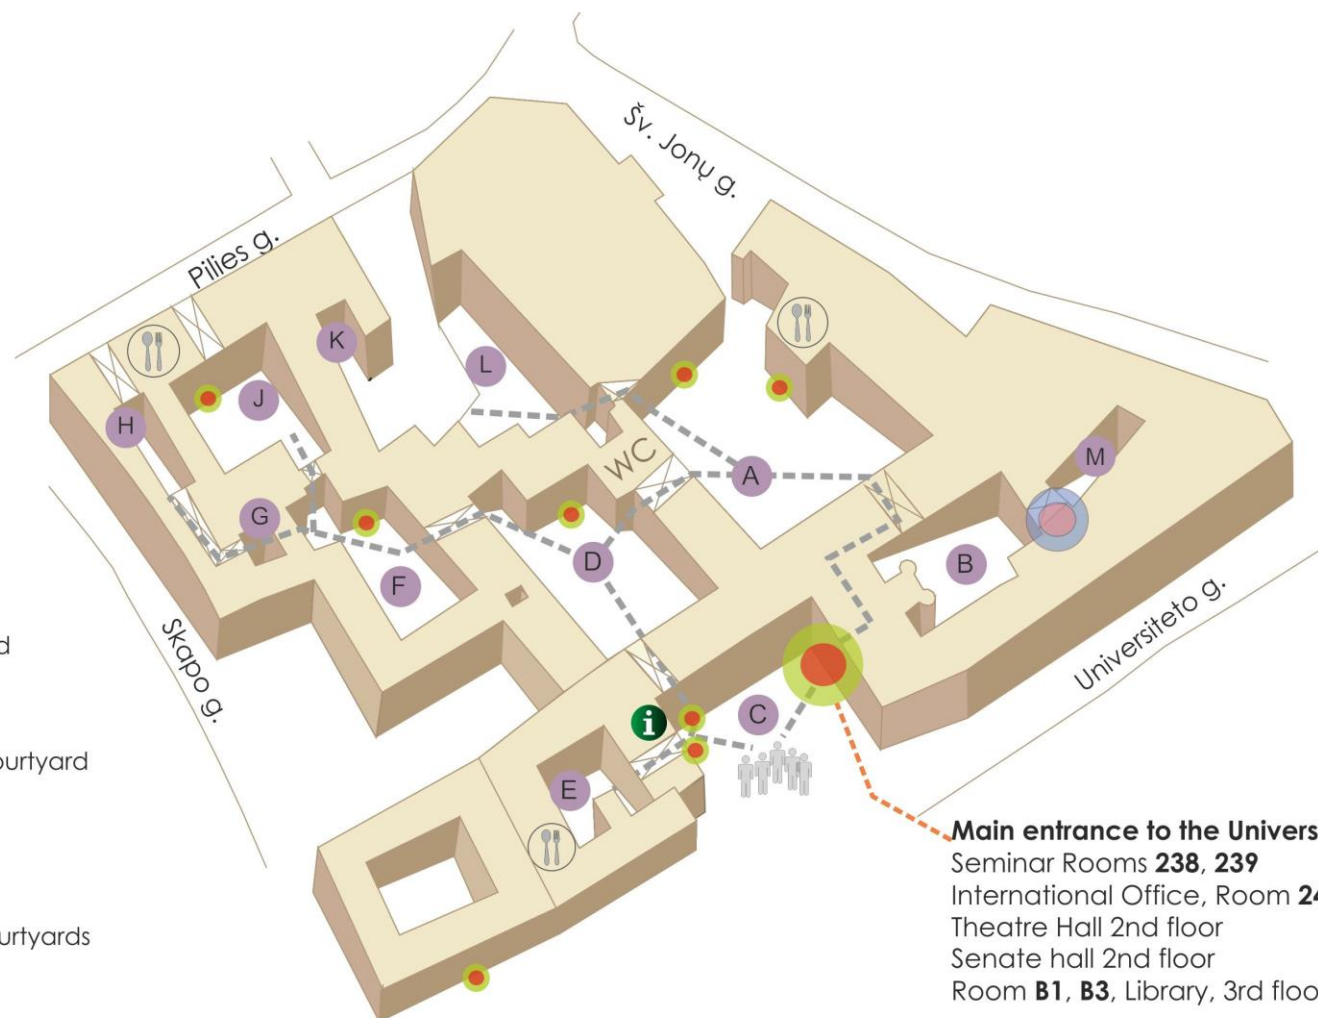 Šv. Jonų g.
Pilies g.
K
L
J
H
WC
A
M
G
D
B
F
Skapo g.
Universiteto g.
d
C
i
ourtyard
E
Main entrance to the Univers
Seminar Rooms 238, 239
International Office, Room 24
Theatre Hall 2nd floor
urtyards
Senate hall 2nd floor
Room B1, B3, Library, 3rd floo